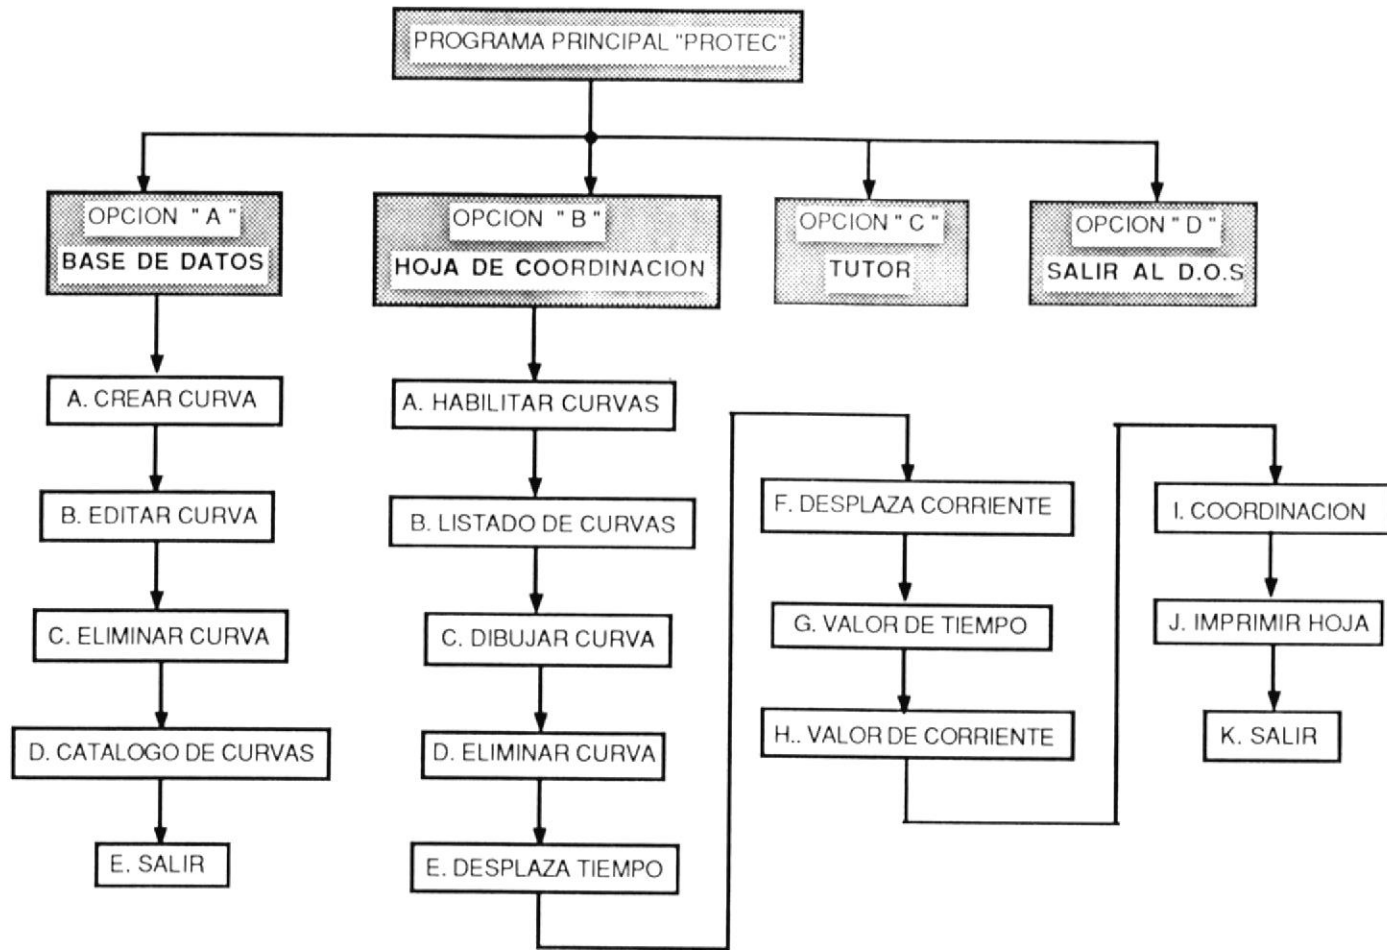 PROGRAMA PRINCIPAL "PROTEC"
OPCION " A "
BASE DE DATOS
OPCION " B "
HOJA DE COORDINACION
OPCION " C "
TUTOR
OPCION " D "
SALIR AL D.O.S
A. CREAR CURVA
B. EDITAR CURVA
C. ELIMINAR CURVA
D. CATALOGO DE CURVAS
E. SALIR
A. HABILITAR CURVAS
B. LISTADO DE CURVAS
C. DIBUJAR CURVA
D. ELIMINAR CURVA
E. DESPLAZA TIEMPO
F. DESPLAZA CORRIENTE
G. VALOR DE TIEMPO
H.. VALOR DE CORRIENTE
I. COORDINACION
J. IMPRIMIR HOJA
K. SALIR